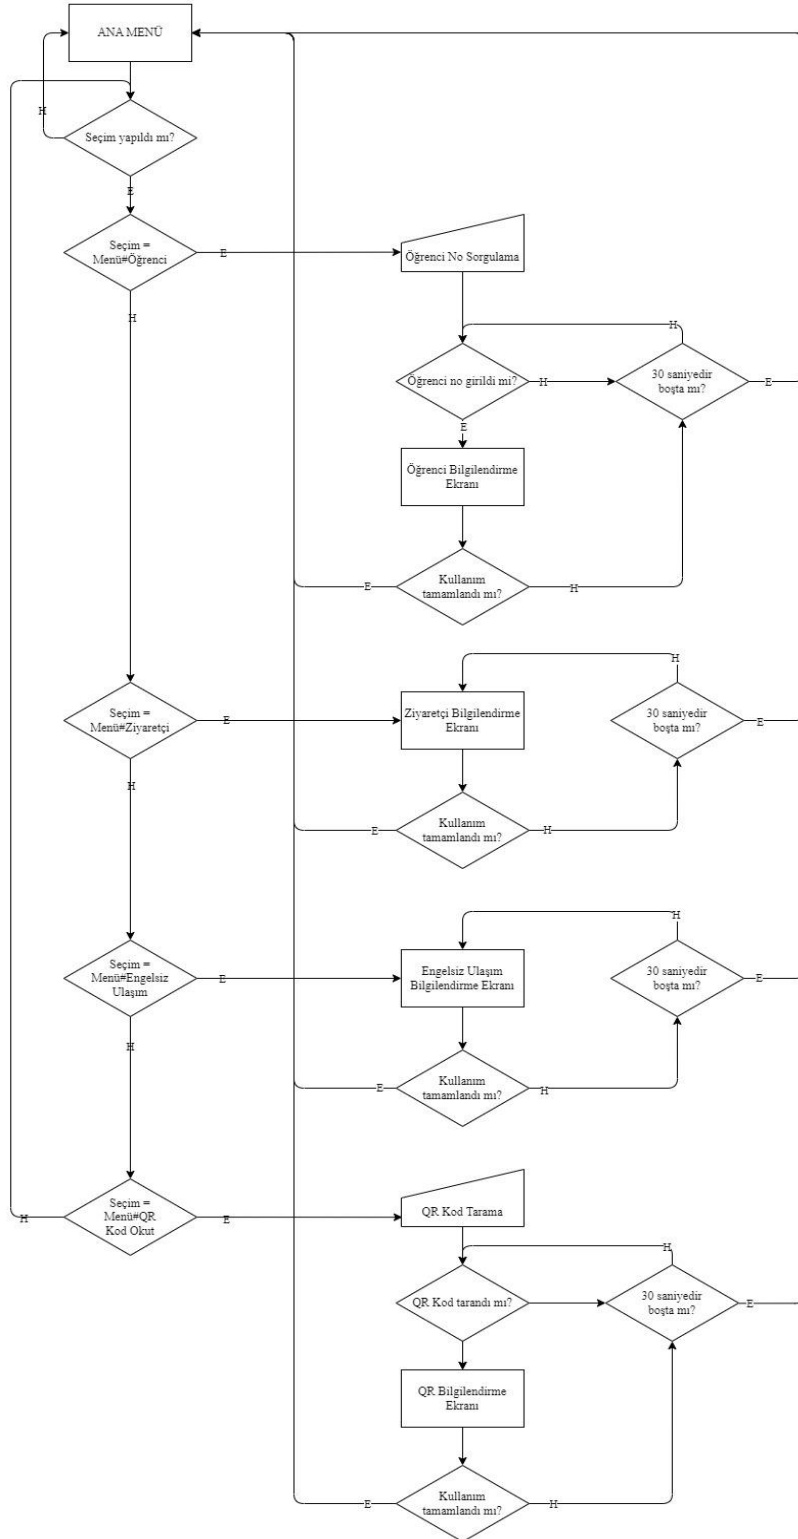 ANA MENÜ
H
Seçim yapıldı mı?
E
Seçim =
Menü#Öğrenci
E
Öğrenci No Sorgulama
H
H
Öğrenci no girildi mi?
H
30 saniyedir
boşta mı?
E
E
Öğrenci Bilgilendirme
Ekranı
E
Kullanım
tamamlandı mı?
H
H
Seçim =
Menü#Ziyaretçi
E
Ziyaretçi Bilgilendirme
Ekranı
30 saniyedir
boşta mı?
E
H
E
Kullanım
tamamlandı mı?
H
H
Seçim =
Menü#Engelsiz
Ulaşım
E
Engelsiz Ulaşım
Bilgilendirme Ekranı
30 saniyedir
boşta mı?
E
H
E
Kullanım
tamamlandı mı?
H
H
Seçim =
Menü#QR
Kod Okut
E
QR Kod Tarama
H
QR Kod tarandı mı?
30 saniyedir
boşta mı?
E
QR Bilgilendirme
Ekranı
E
Kullanım
tamamlandı mı?
H